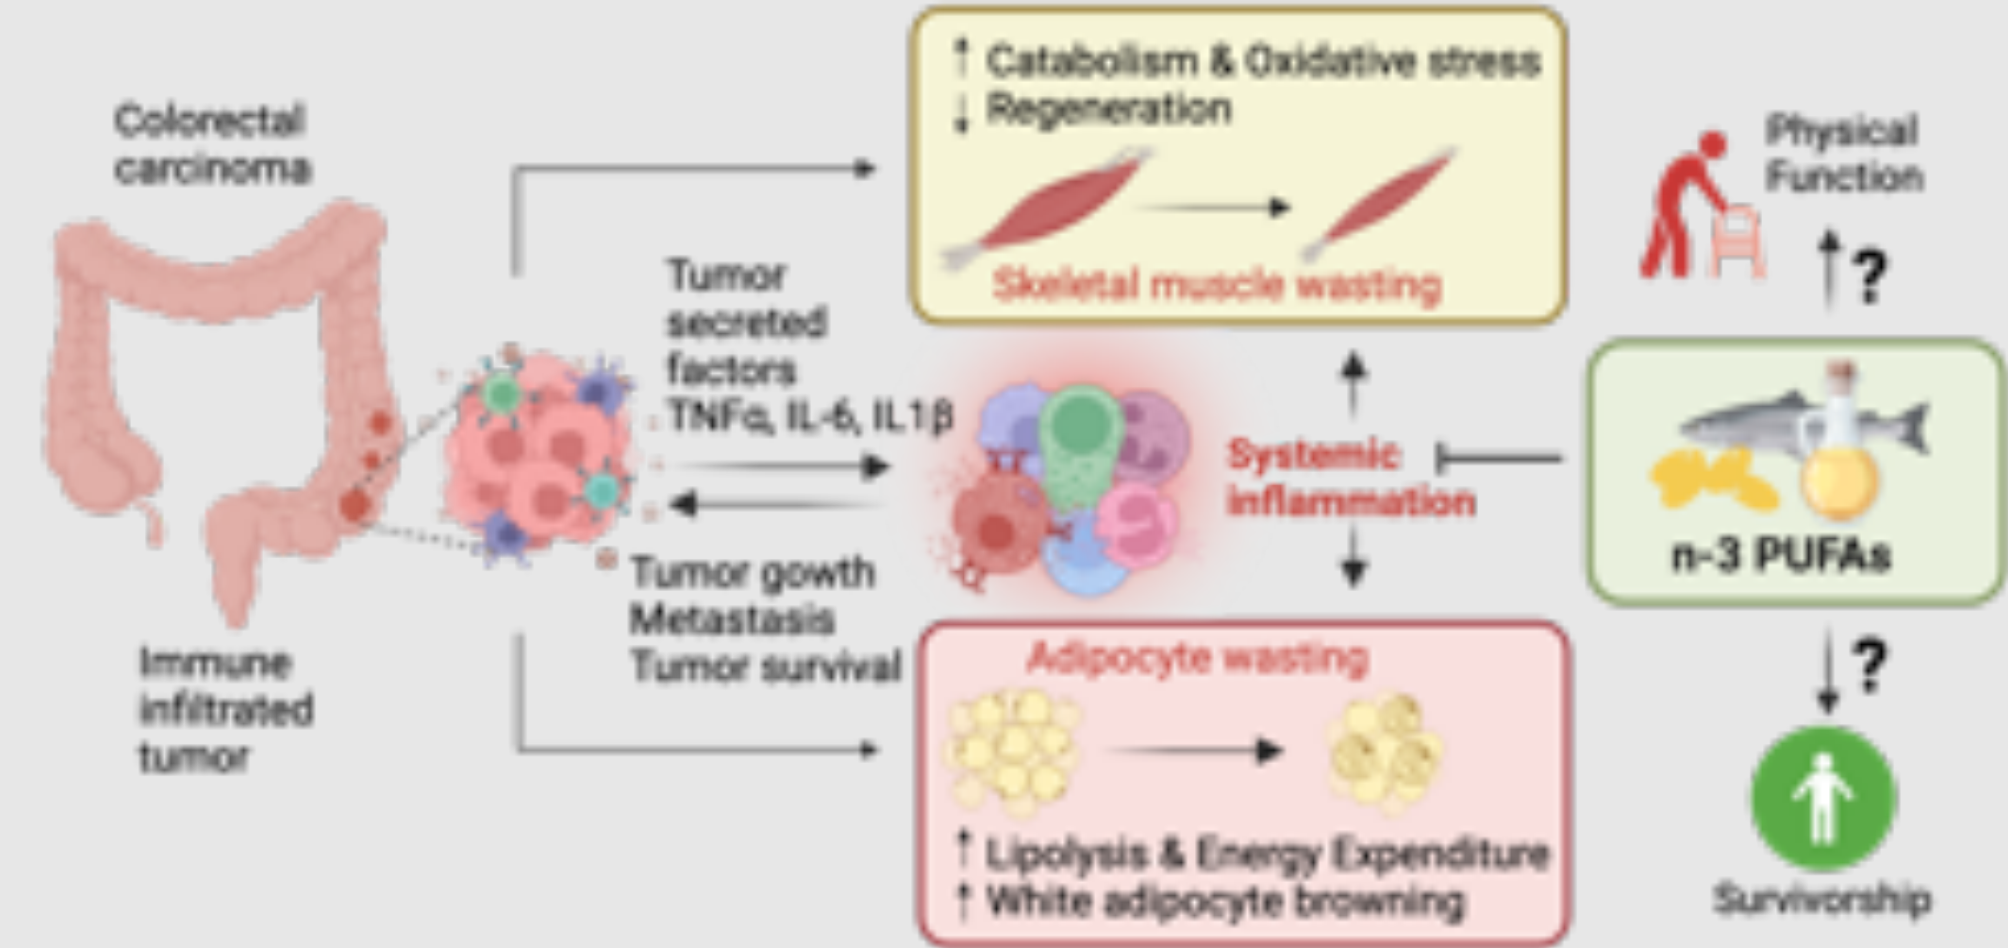 Colorectal
carcinoma
Immune
infiltrated
tumor
Tumor
secreted
factors
TNFα, IL-6, IL1β
Tumor gowth
Metastasis
Tumor survival
↑ Catabolism & Oxidative stress
↓ Regeneration
Skeletal muscle wasting
Systemic
inflammation
Adipocyte wasting
↑ Lipolysis & Energy Expenditure
↑ White adipocyte browning
Physical
Function
?
n-3 PUFAs
?
Survivorship